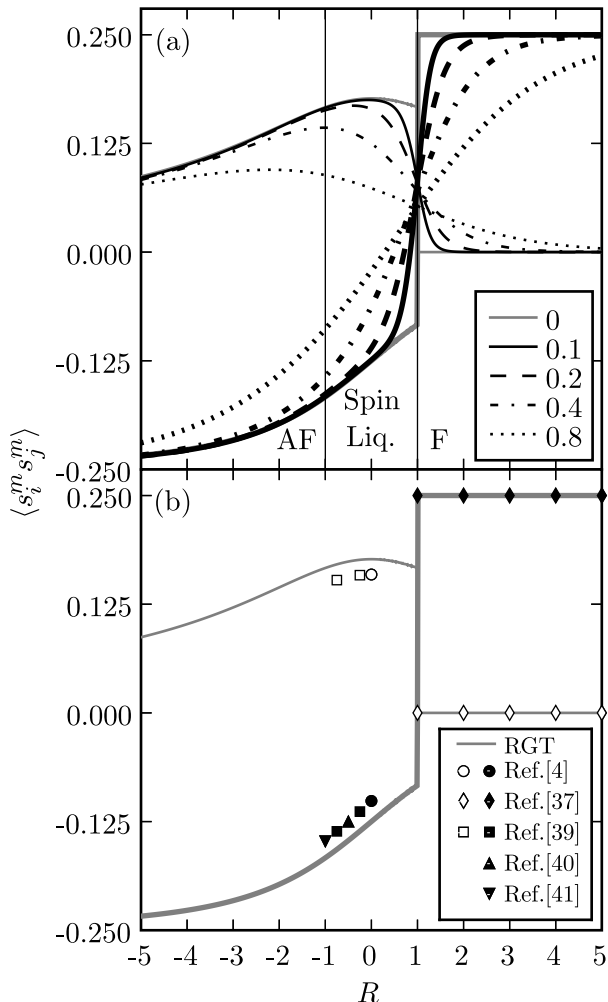 0.250
(a)
0.125
0.000
-0.125
-0.250
AF
Spin
Liq.
F
0
0.1
0.2
0.4
0.8
⟨s_i^m s_j^m⟩
(b)
0.250
0.125
0.000
-0.125
-0.250
RGT
Ref.[4]
Ref.[37]
Ref.[39]
Ref.[40]
Ref.[41]
-5 -4 -3 -2 -1 0 1 2 3 4 5
R